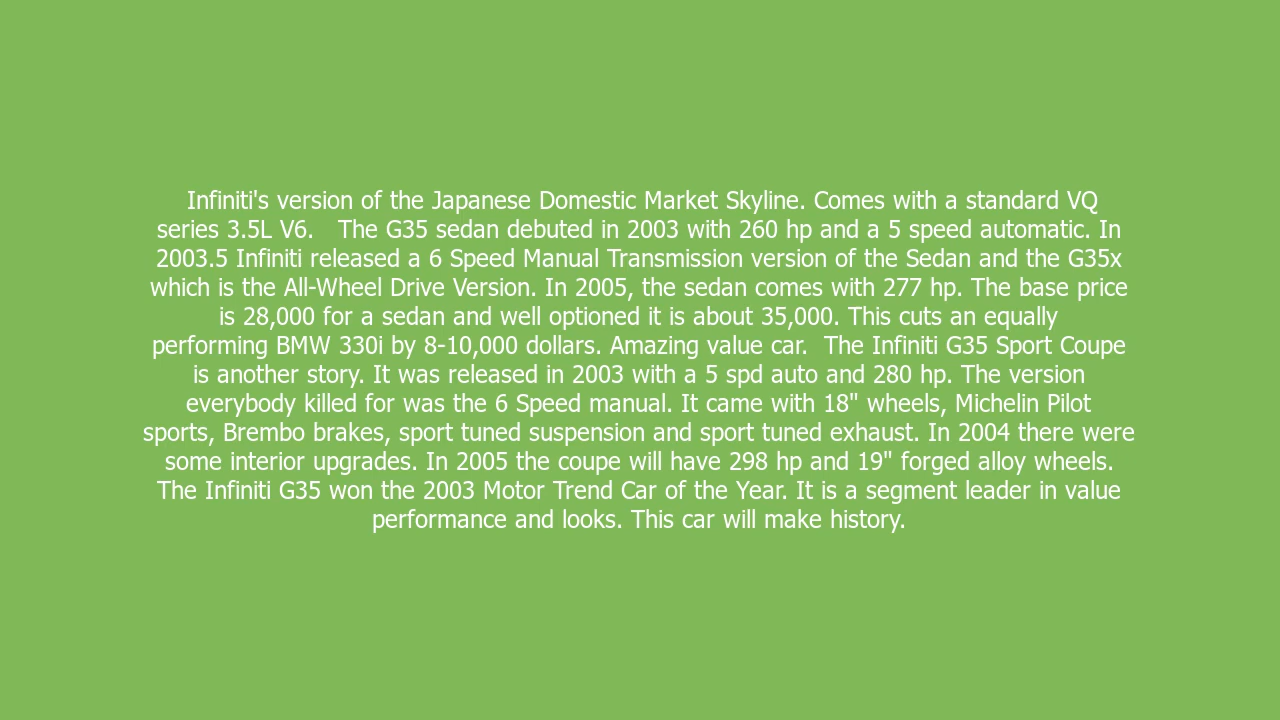 Infiniti's version of the Japanese Domestic Market Skyline. Comes with a standard VQ
series 3.5L V6.   The G35 sedan debuted in 2003 with 260 hp and a 5 speed automatic. In
2003.5 Infiniti released a 6 Speed Manual Transmission version of the Sedan and the G35x
which is the All-Wheel Drive Version. In 2005, the sedan comes with 277 hp. The base price
is 28,000 for a sedan and well optioned it is about 35,000. This cuts an equally
performing BMW 330i by 8-10,000 dollars. Amazing value car.  The Infiniti G35 Sport Coupe
is another story. It was released in 2003 with a 5 spd auto and 280 hp. The version
everybody killed for was the 6 Speed manual. It came with 18" wheels, Michelin Pilot
sports, Brembo brakes, sport tuned suspension and sport tuned exhaust. In 2004 there were
some interior upgrades. In 2005 the coupe will have 298 hp and 19" forged alloy wheels.
The Infiniti G35 won the 2003 Motor Trend Car of the Year. It is a segment leader in value
performance and looks. This car will make history.